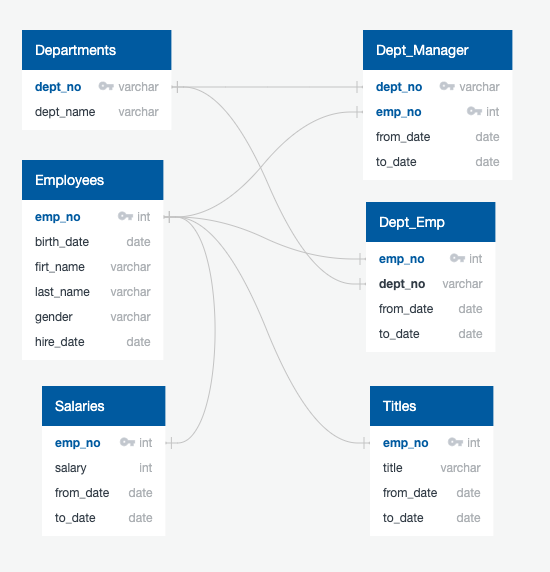 Departments
dept_no varchar
dept_name varchar
Dept_Manager
dept_no varchar
emp_no int
from_date date
to_date date
Employees
emp_no int
birth_date date
firt_name varchar
last_name varchar
gender varchar
hire_date date
Dept_Emp
emp_no int
dept_no varchar
from_date date
to_date date
Salaries
emp_no int
salary int
from_date date
to_date date
Titles
emp_no int
title varchar
from_date date
to_date date